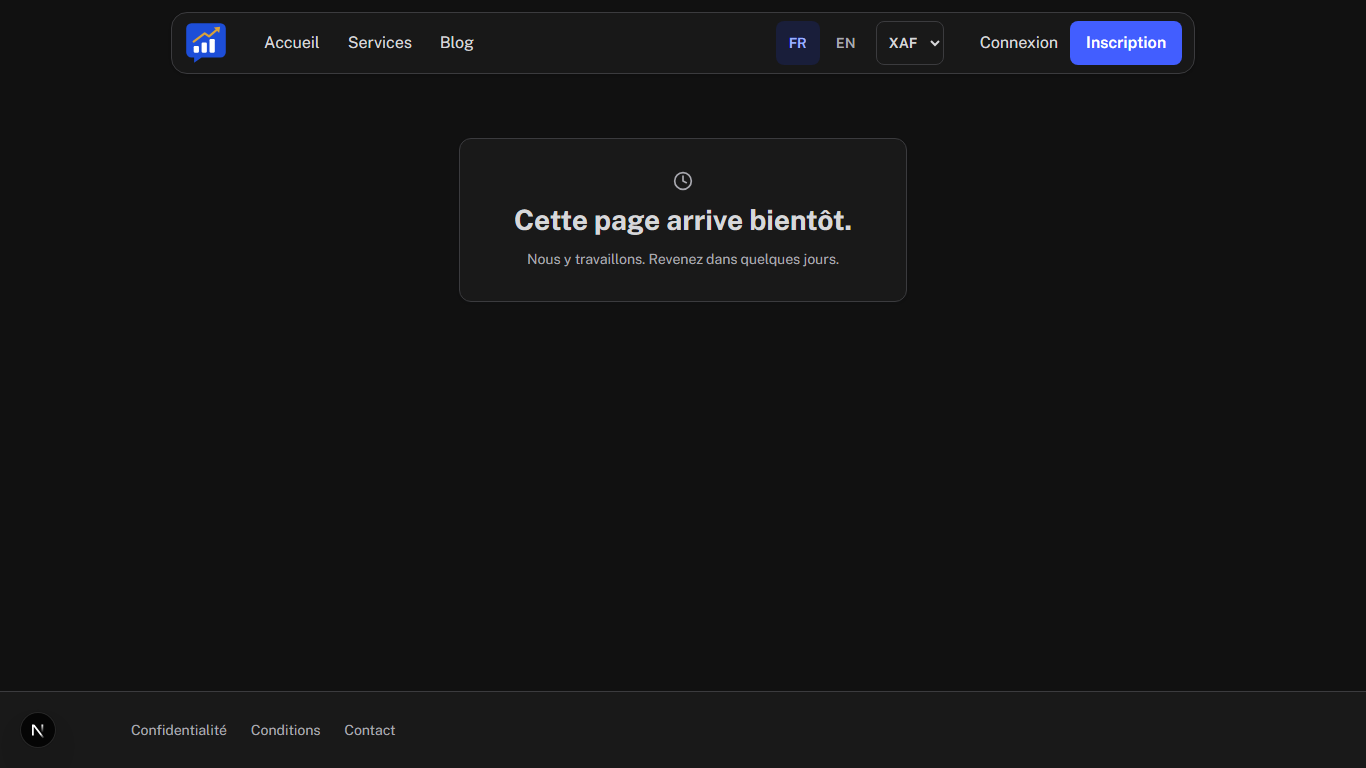 Accueil Services Blog FR EN XAF Connexion Inscription
Cette page arrive bientôt.
Nous y travaillons. Revenez dans quelques jours.
N Confidentialité Conditions Contact